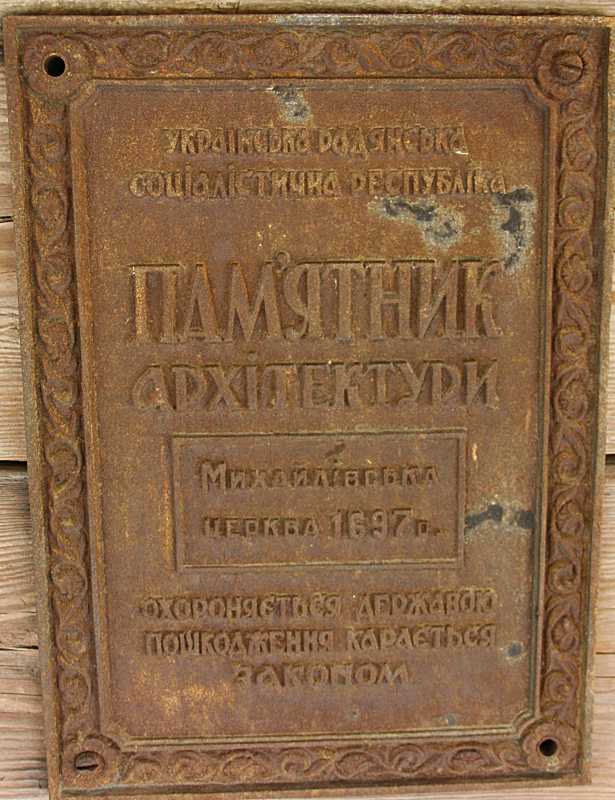 Українська Радянська
Соціалістична Республіка
ПАМ'ЯТНИК
АРХІТЕКТУРИ
Михайлівська
церква 1697 р.
Охороняється державою
пошкодження карається
законом